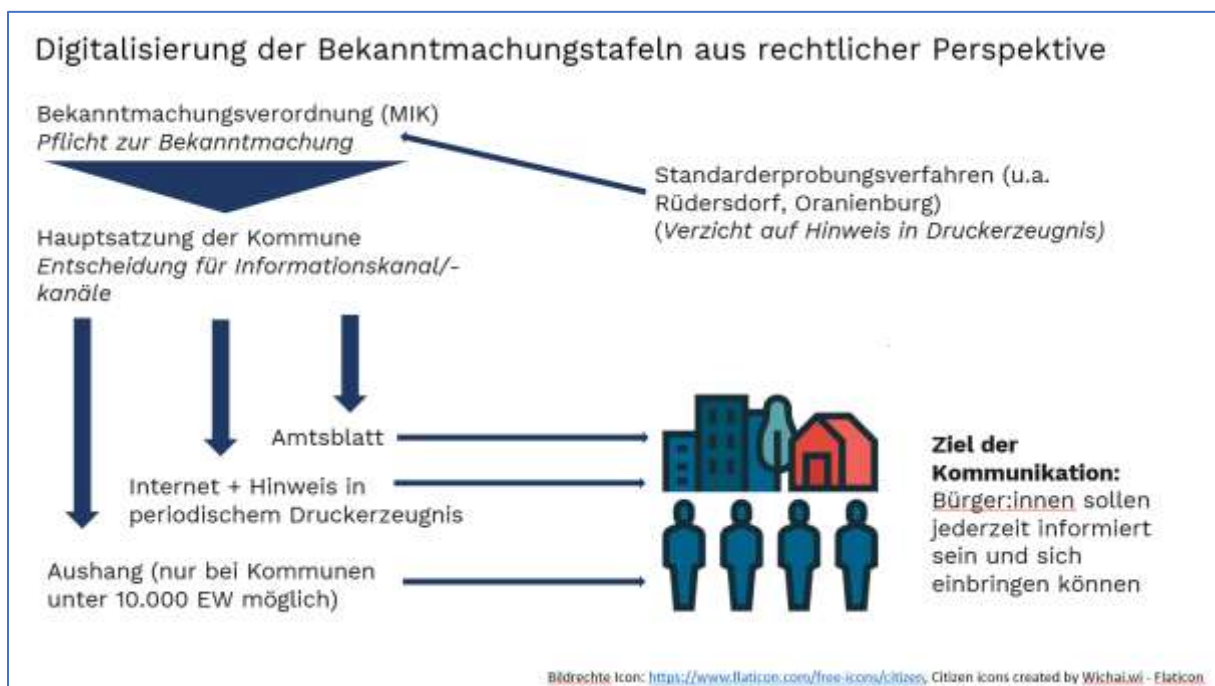 Digitalisierung der Bekanntmachungstafeln aus rechtlicher Perspektive
Bekanntmachungsverordnung (MIK)
Pflicht zur Bekanntmachung
Standarderprobungsverfahren (u.a.
Rüdersdorf, Oranienburg)
(Verzicht auf Hinweis in Druckerzeugnis)
Hauptsatzung der Kommune
Entscheidung für Informationskanal/-
kanäle
Amtsblatt
Internet + Hinweis in
periodischem Druckerzeugnis
Aushang (nur bei Kommunen
unter 10.000 EW möglich)
Ziel der
Kommunikation:
Bürger:innen sollen
jederzeit informiert
sein und sich
einbringen können
Bildrechte Icon: https://www.flaticon.com/free-icons/citizen, Citizen icons created by Wichai.wi - Flaticon